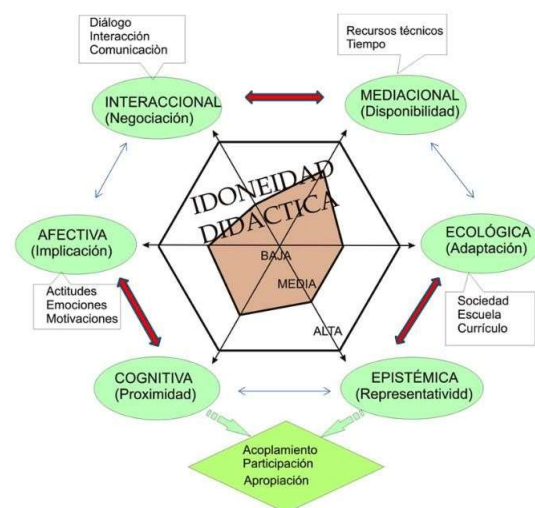 Diálogo
Interacción
Comunicaciòn
Recursos técnicos
Tiempo
INTERACCIONAL
(Negociación)
MEDIACIONAL
(Disponibilidad)
IDONEIDAD
DIDACTICA
AFECTIVA
(Implicación)
ECOLÓGICA
(Adaptación)
BAJA
MEDIA
ALTA
Actitudes
Emociones
Motivaciones
Sociedad
Escuela
Currículo
COGNITIVA
(Proximidad)
EPISTÉMICA
(Representatividd)
Acoplamiento
Participación
Apropiación